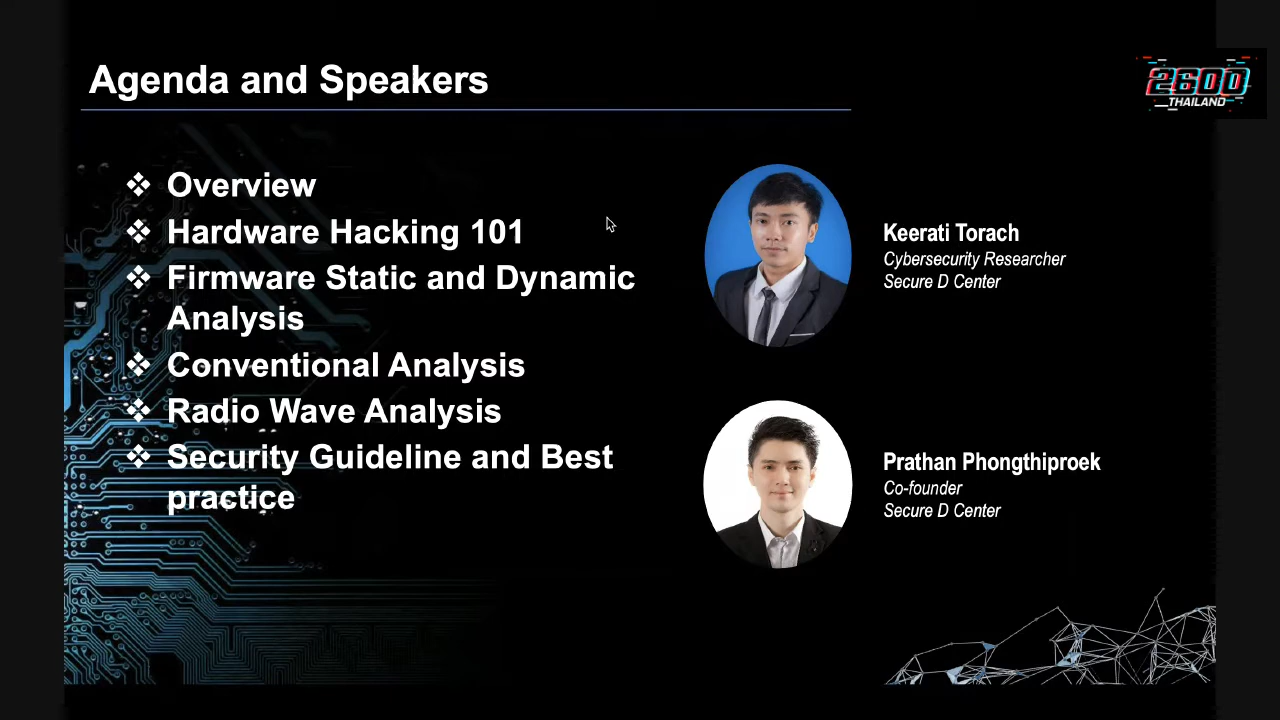 Agenda and Speakers
2600
THAILAND
❖ Overview
❖ Hardware Hacking 101
❖ Firmware Static and Dynamic
Analysis
❖ Conventional Analysis
❖ Radio Wave Analysis
❖ Security Guideline and Best
practice
Keerati Torach
Cybersecurity Researcher
Secure D Center
Prathan Phongthiproek
Co-founder
Secure D Center